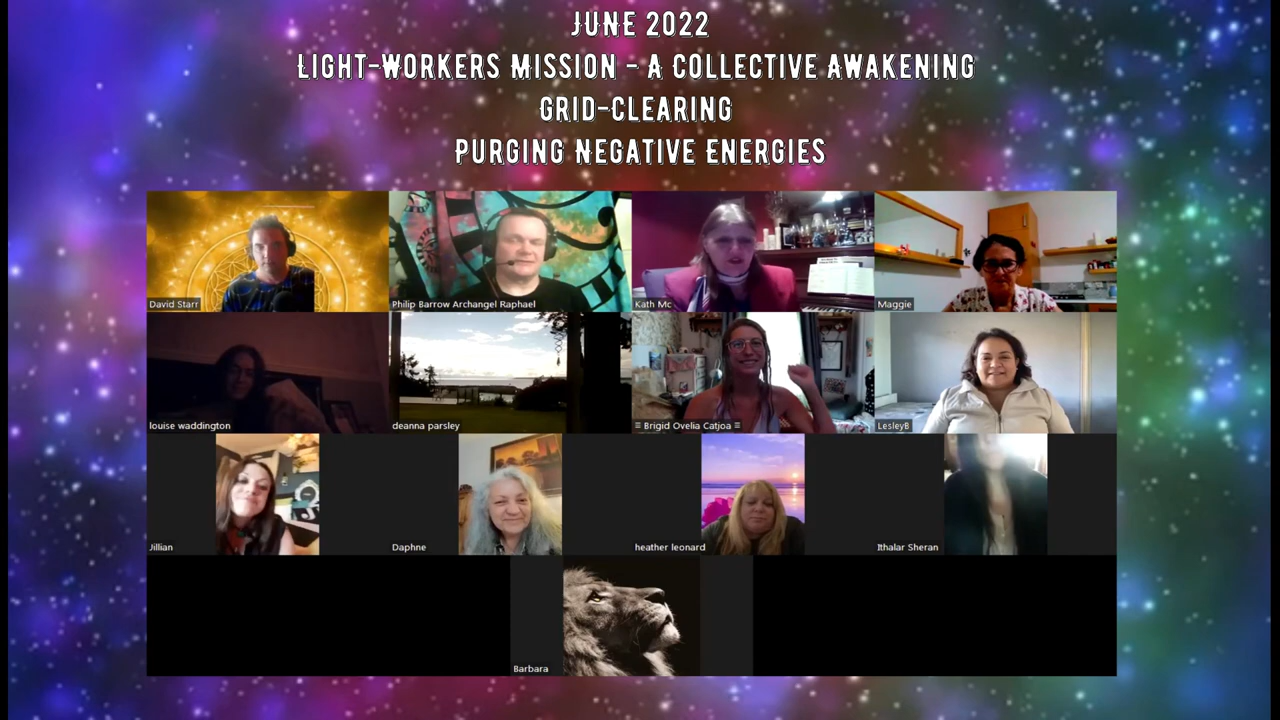 JUNE 2022
LIGHT-WORKERS MISSION - A COLLECTIVE AWAKENING
GRID-CLEARING
PURGING NEGATIVE ENERGIES
David Starr
Philip Barrow Archangel Raphael
Kath Mc
Maggie
louise waddington
deanna parsley
Ξ Brigid Ovelia Catjoa Ξ
LesleyB
Jillian
Daphne
heather leonard
Ithalar Sheran
Barbara